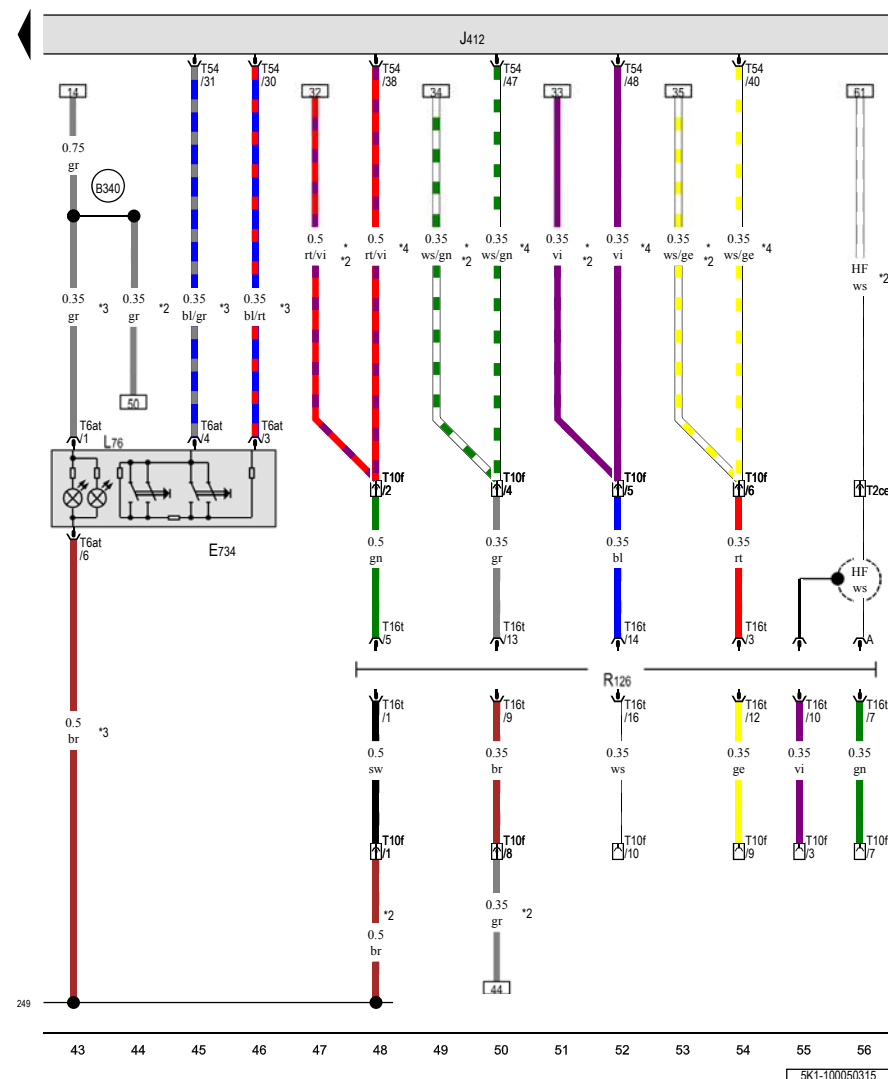 J412
T54 /31
T54 /30
T54 /38
T54 /47
T54 /48
T54 /40
14
32
34
33
35
61
0.75 gr
B340
0.35 gr *3
0.35 gr *2
0.35 bl/gr *3
0.35 bl/rt *3
0.5 rt/vi * *2
0.5 rt/vi *4
0.35 ws/gn * *2
0.35 ws/gn *4
0.35 vi * *2
0.35 vi *4
0.35 ws/ge * *2
0.35 ws/ge *4
HF ws *2
50
T6at /1
L76
T6at /4
T6at /3
T10f /2
T10f /4
T10f /5
T10f /6
T2ce
T6at /6
E734
0.5 gn
0.35 gr
0.35 bl
0.35 rt
HF ws
T16t /5
T16t /13
T16t /14
T16t /3
A
R126
T16t /1
T16t /9
T16t /16
T16t /12
T16t /10
T16t /7
0.5 br *3
0.5 sw
0.35 br
0.35 ws
0.35 ge
0.35 vi
0.35 gn
T10f /1
T10f /8
T10f /10
T10f /9
T10f /3
T10f /7
*2
0.5 br
0.35 gr *2
44
249
43 44 45 46 47 48 49 50 51 52 53 54 55 56
5K1-100050315